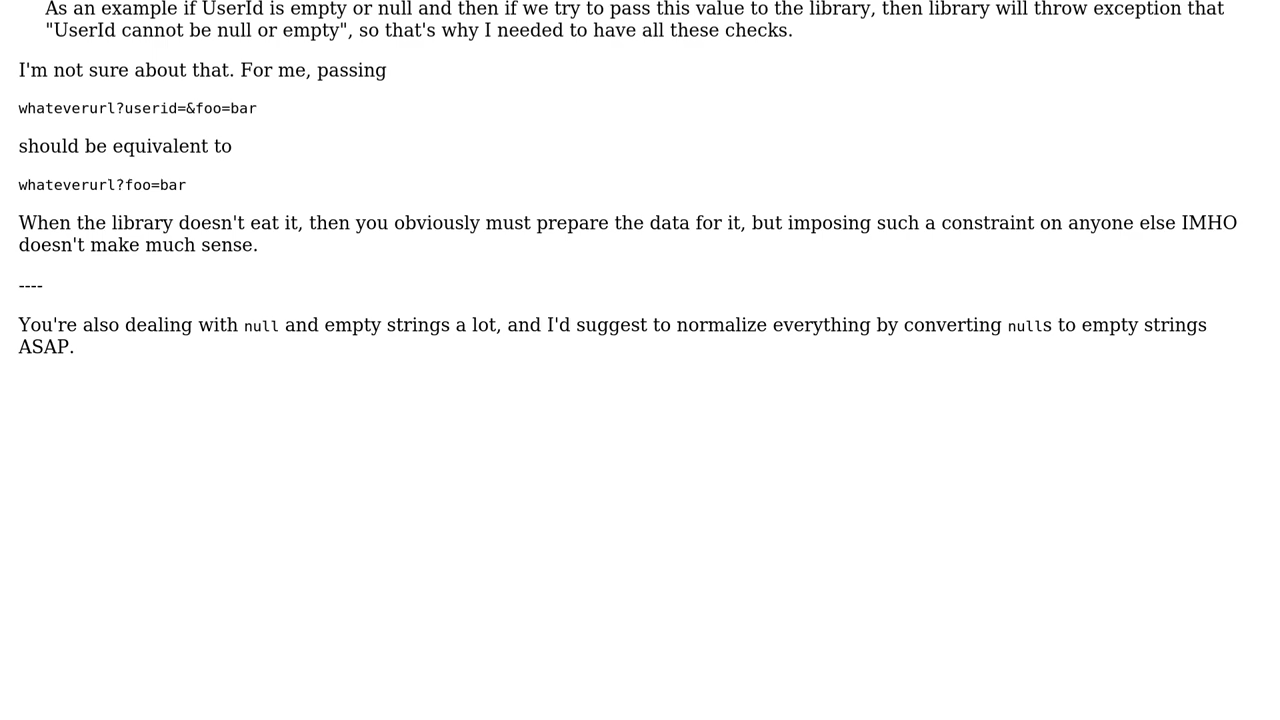 As an example if UserId is empty or null and then if we try to pass this value to the library, then library will throw exception that
"UserId cannot be null or empty", so that's why I needed to have all these checks.
I'm not sure about that. For me, passing
whateverurl?userid=&foo=bar
should be equivalent to
whateverurl?foo=bar
When the library doesn't eat it, then you obviously must prepare the data for it, but imposing such a constraint on anyone else IMHO
doesn't make much sense.
----
You're also dealing with null and empty strings a lot, and I'd suggest to normalize everything by converting nulls to empty strings
ASAP.